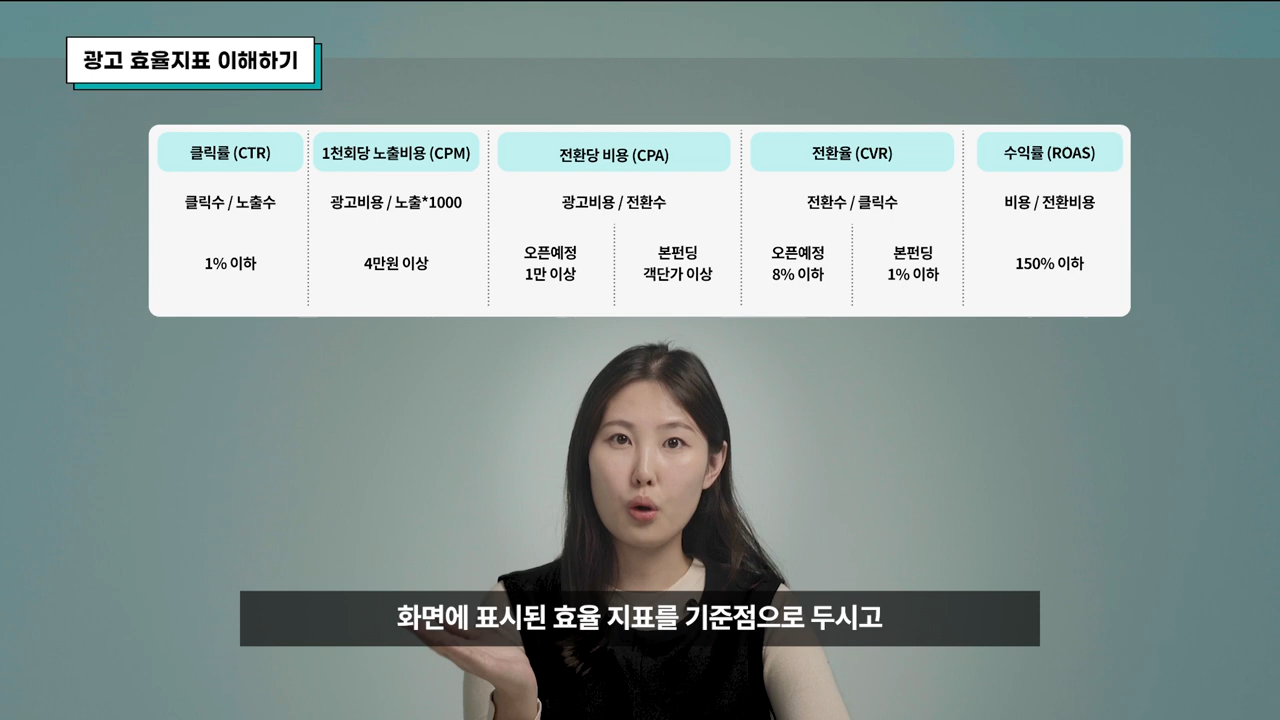 광고 효율지표 이해하기
클릭률 (CTR)
1천회당 노출비용 (CPM)
전환당 비용 (CPA)
전환율 (CVR)
수익률 (ROAS)
클릭수 / 노출수
광고비용 / 노출*1000
광고비용 / 전환수
전환수 / 클릭수
비용 / 전환비용
1% 이하
4만원 이상
오픈예정
1만 이상
본펀딩
객단가 이상
오픈예정
8% 이하
본펀딩
1% 이하
150% 이하
화면에 표시된 효율 지표를 기준점으로 두시고